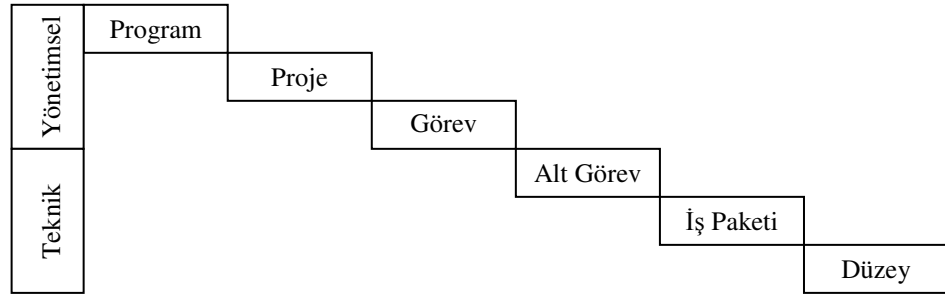 Yönetimsel
Program
Proje
Görev
Teknik
Alt Görev
İş Paketi
Düzey